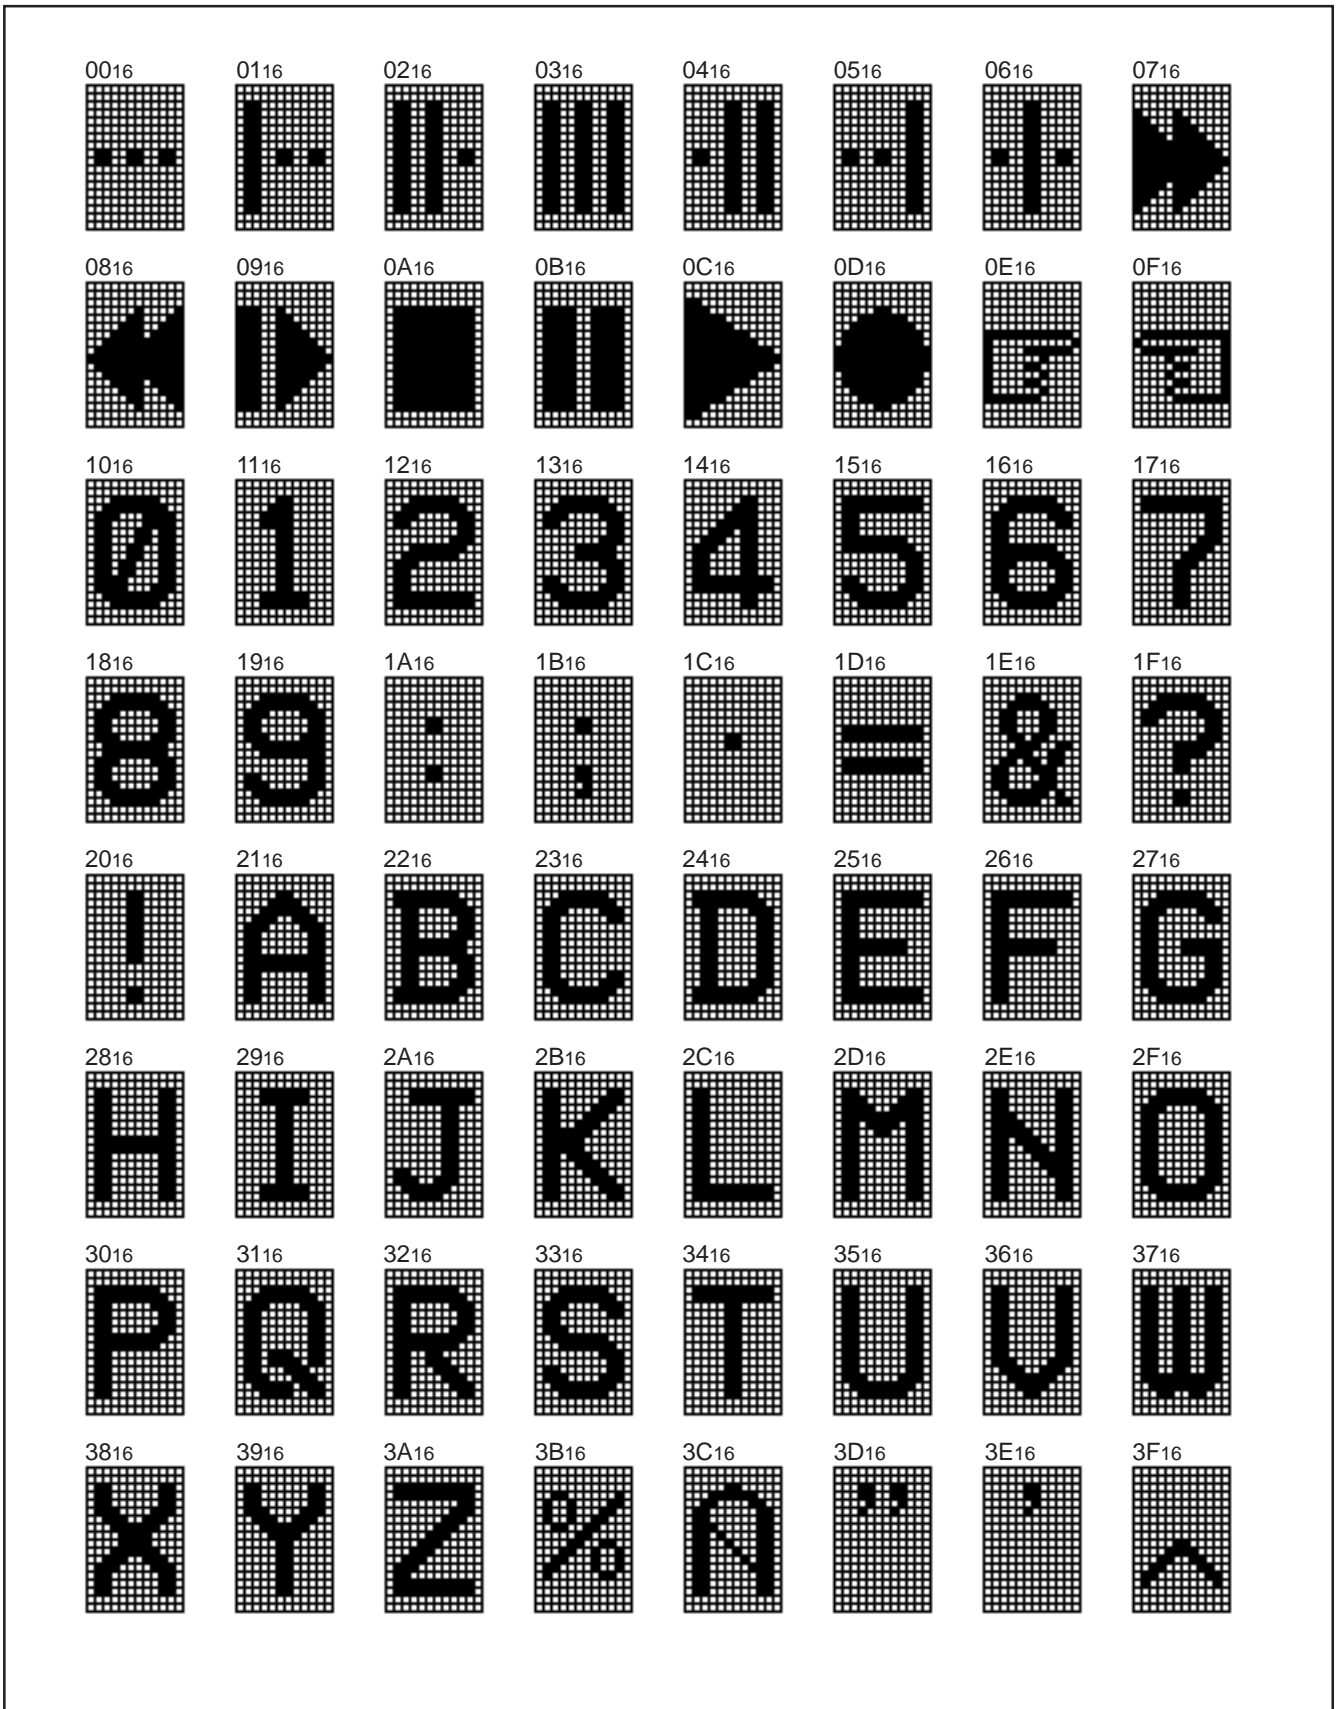 0016 0116 0216 0316 0416 0516 0616 0716
0816 0916 0A16 0B16 0C16 0D16 0E16 0F16
1016 1116 1216 1316 1416 1516 1616 1716
0 1 2 3 4 5 6 7
1816 1916 1A16 1B16 1C16 1D16 1E16 1F16
8 9 : ; . = & ?
2016 2116 2216 2316 2416 2516 2616 2716
! A B C D E F G
2816 2916 2A16 2B16 2C16 2D16 2E16 2F16
H I J K L M N O
3016 3116 3216 3316 3416 3516 3616 3716
P Q R S T U V W
3816 3916 3A16 3B16 3C16 3D16 3E16 3F16
X Y Z % ” ’